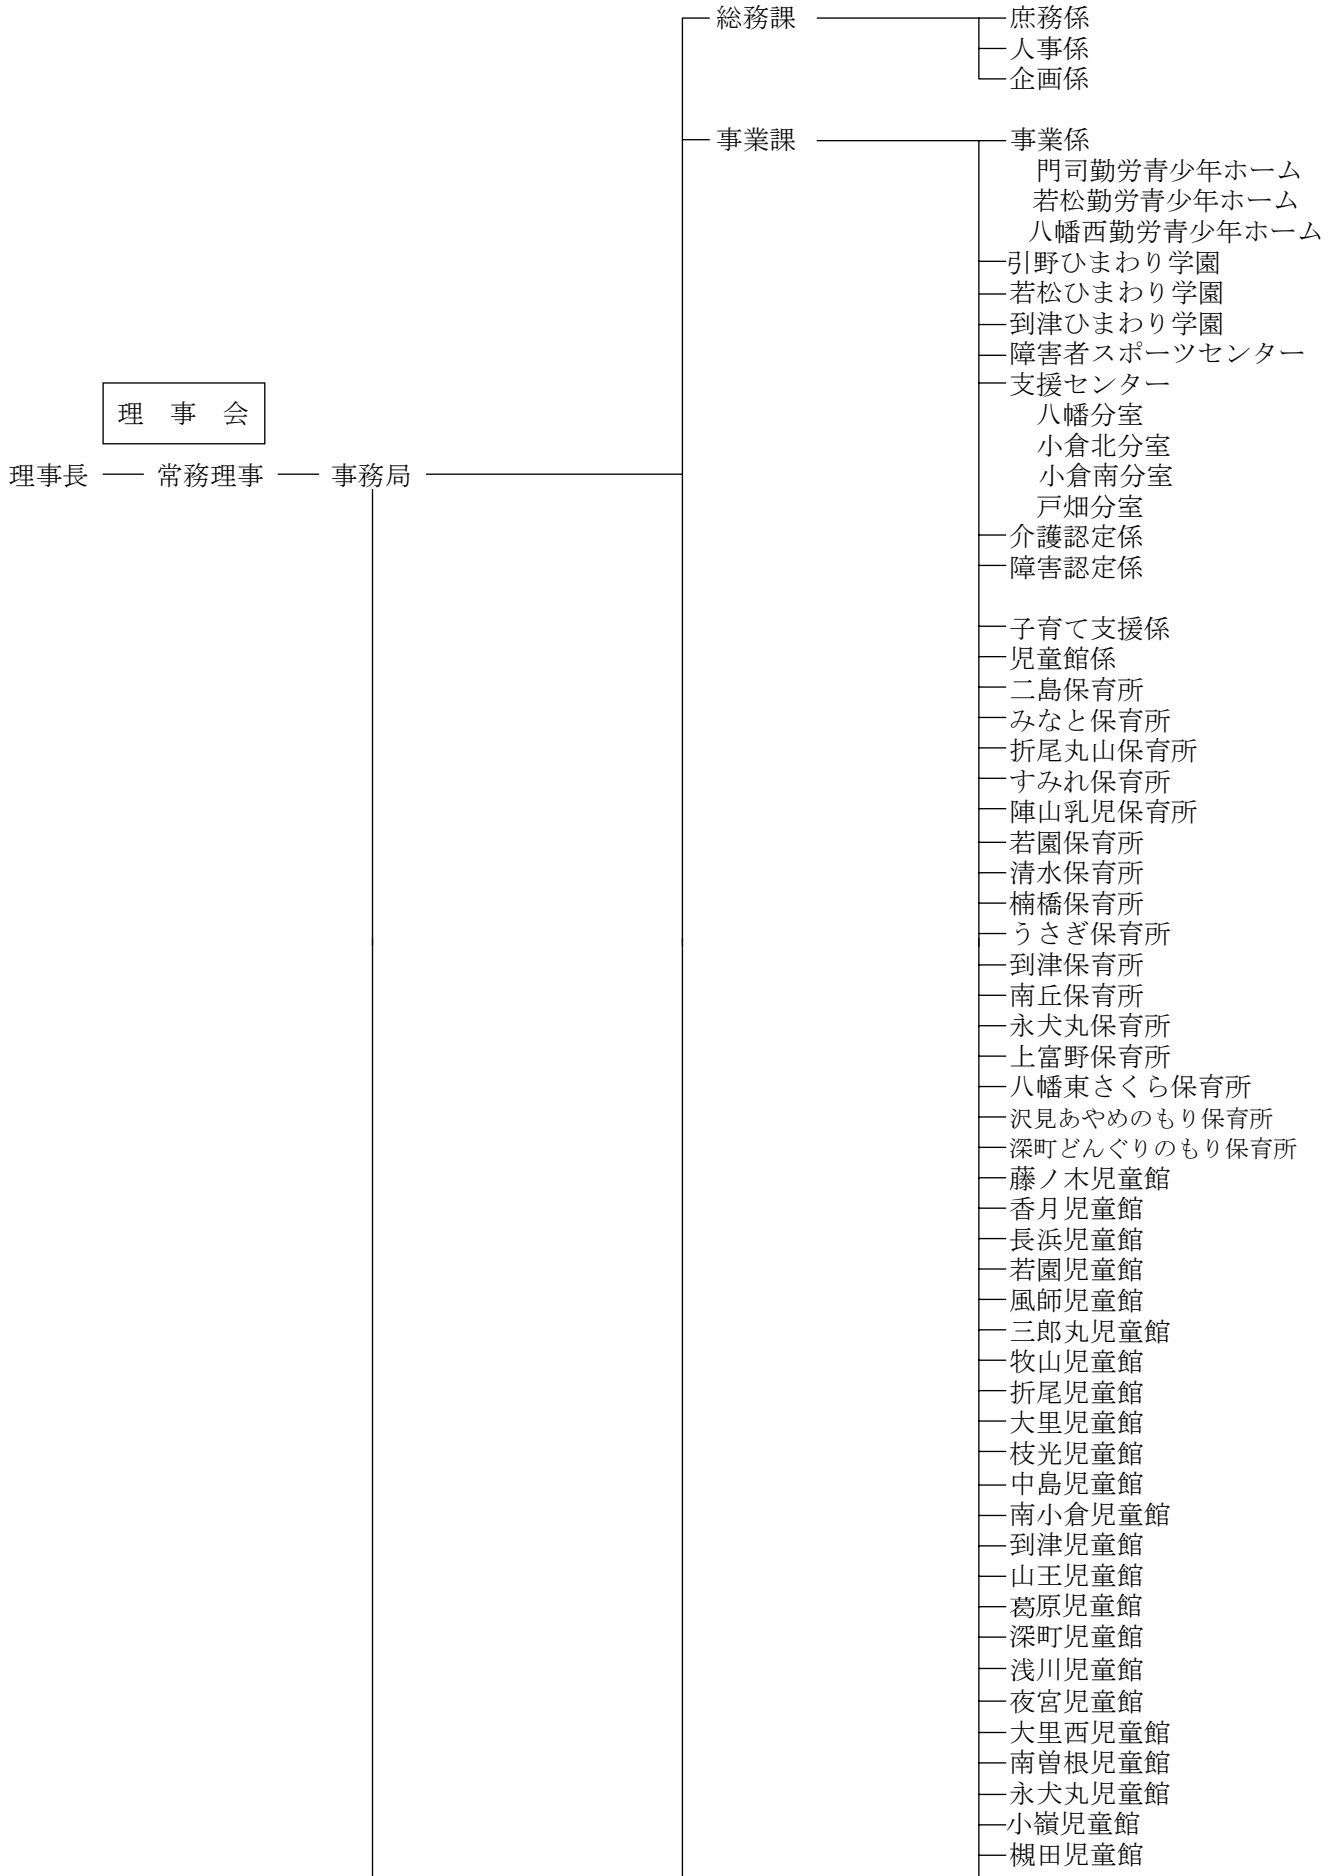 総務課
庶務係
人事係
企画係
事業課
事業係
門司勤労青少年ホーム
若松勤労青少年ホーム
八幡西勤労青少年ホーム
引野ひまわり学園
若松ひまわり学園
到津ひまわり学園
障害者スポーツセンター
支援センター
八幡分室
小倉北分室
小倉南分室
戸畑分室
理 事 会
理事長 常務理事 事務局
介護認定係
障害認定係
子育て支援係
児童館係
二島保育所
みなと保育所
折尾丸山保育所
すみれ保育所
陣山乳児保育所
若園保育所
清水保育所
楠橋保育所
うさぎ保育所
到津保育所
南丘保育所
永犬丸保育所
上富野保育所
八幡東さくら保育所
沢見あやめのもり保育所
深町どんぐりのもり保育所
藤ノ木児童館
香月児童館
長浜児童館
若園児童館
風師児童館
三郎丸児童館
牧山児童館
折尾児童館
大里児童館
枝光児童館
中島児童館
南小倉児童館
到津児童館
山王児童館
葛原児童館
深町児童館
浅川児童館
夜宮児童館
大里西児童館
南曽根児童館
永犬丸児童館
小嶺児童館
槻田児童館